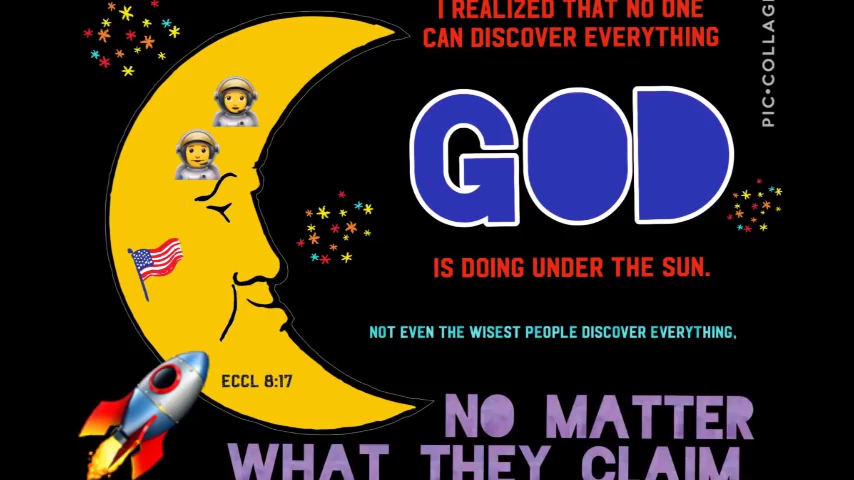 I REALIZED THAT NO ONE
CAN DISCOVER EVERYTHING
GOD
IS DOING UNDER THE SUN.
NOT EVEN THE WISEST PEOPLE DISCOVER EVERYTHING,
ECCL 8:17
NO MATTER
WHAT THEY CLAIM
PIC•COLLAGE